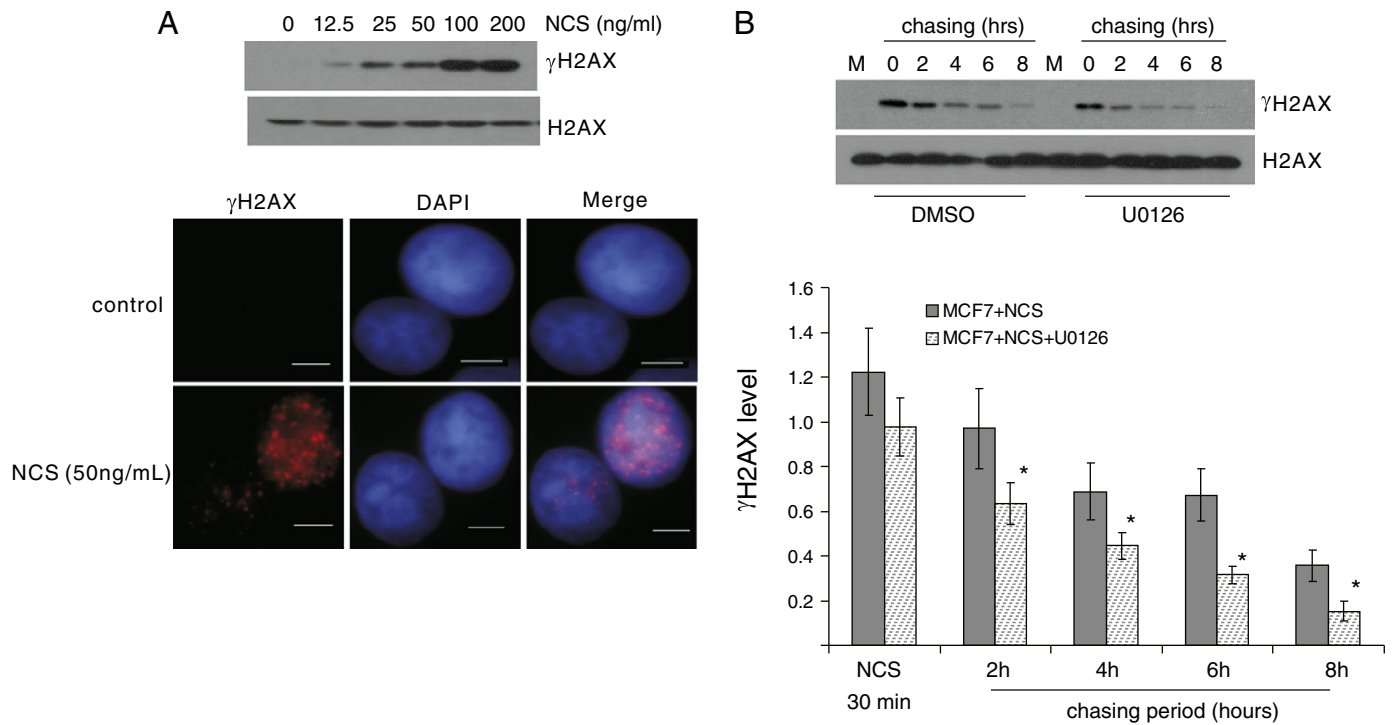 A
0 12.5 25 50 100 200 NCS (ng/ml)
γH2AX
H2AX
γH2AX DAPI Merge
control
NCS (50ng/mL)
B
chasing (hrs) chasing (hrs)
M 0 2 4 6 8 M 0 2 4 6 8
γH2AX
H2AX
DMSO U0126
1.6
1.4
1.2
1.0
0.8
0.6
0.4
0.2
γH2AX level
MCF7+NCS
MCF7+NCS+U0126
*
*
*
*
NCS 2h 4h 6h 8h
30 min
chasing period (hours)